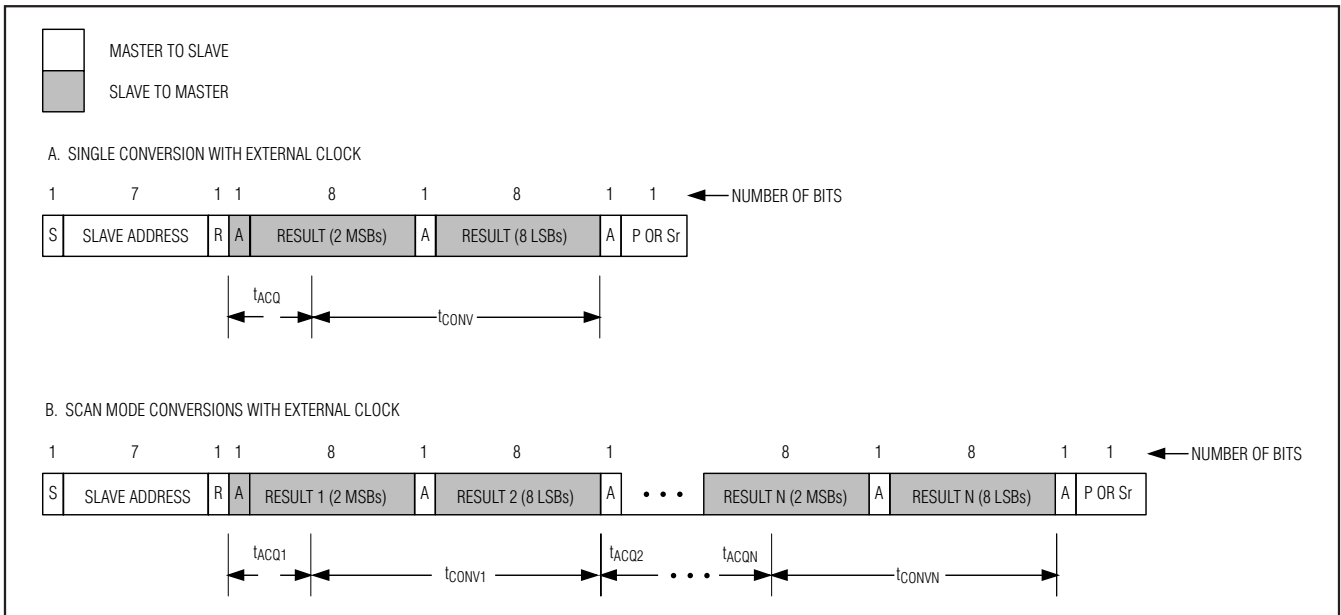 MASTER TO SLAVE
SLAVE TO MASTER
A. SINGLE CONVERSION WITH EXTERNAL CLOCK
1 7 1 1 8 1 8 1 1 NUMBER OF BITS
S SLAVE ADDRESS R A RESULT (2 MSBs) A RESULT (8 LSBs) A P OR Sr
tACQ
tCONV
B. SCAN MODE CONVERSIONS WITH EXTERNAL CLOCK
1 7 1 1 8 1 8 1 8 1 8 1 1 NUMBER OF BITS
S SLAVE ADDRESS R A RESULT 1 (2 MSBs) A RESULT 2 (8 LSBs) A • • • RESULT N (2 MSBs) A RESULT N (8 LSBs) A P OR Sr
tACQ1 tACQ2 tACQN
tCONV1 • • • tCONVN